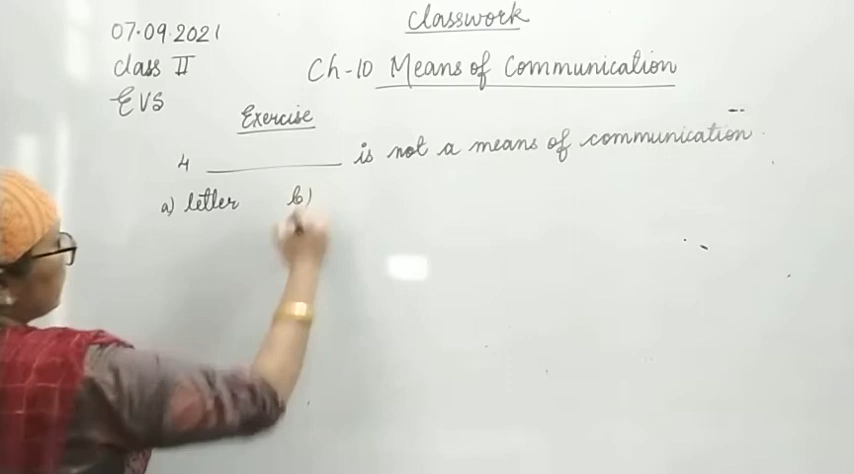 Classwork
07.09.2021
Class II
Ch-10 Means of Communication
EVS
Exercise
4 __________ is not a means of communication.
a) letter b)